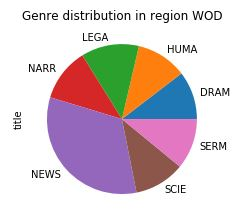 Genre distribution in region WOD
LEGA
HUMA
NARR
DRAM
title
SERM
NEWS
SCIE